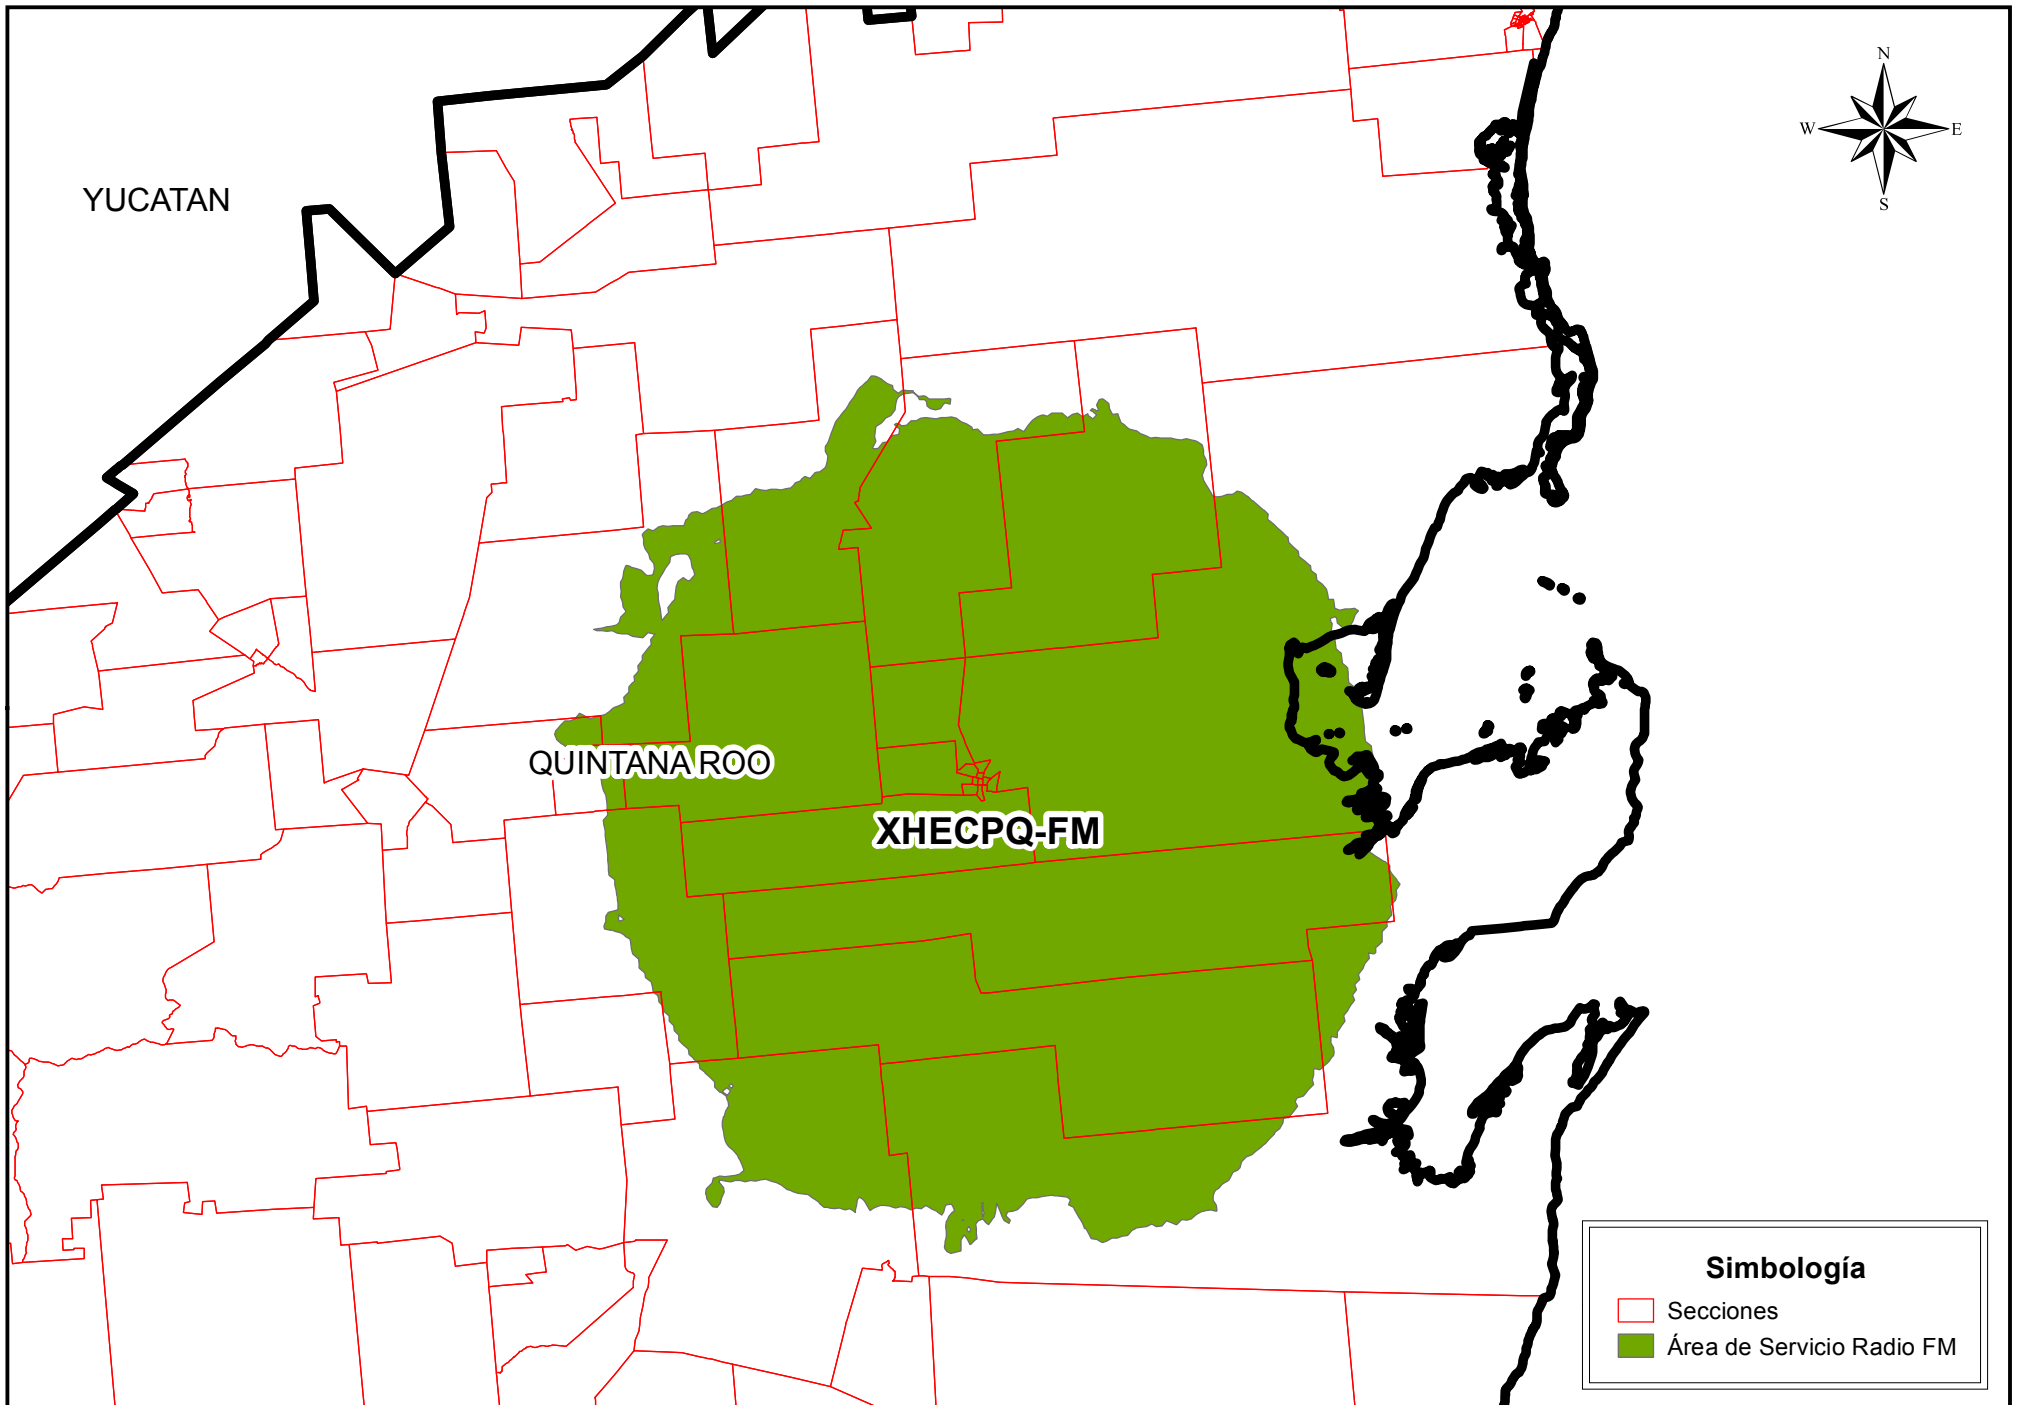 N
W
E
S
YUCATAN
QUINTANA ROO
XHECPQ-FM
Simbología
Secciones
Área de Servicio Radio FM